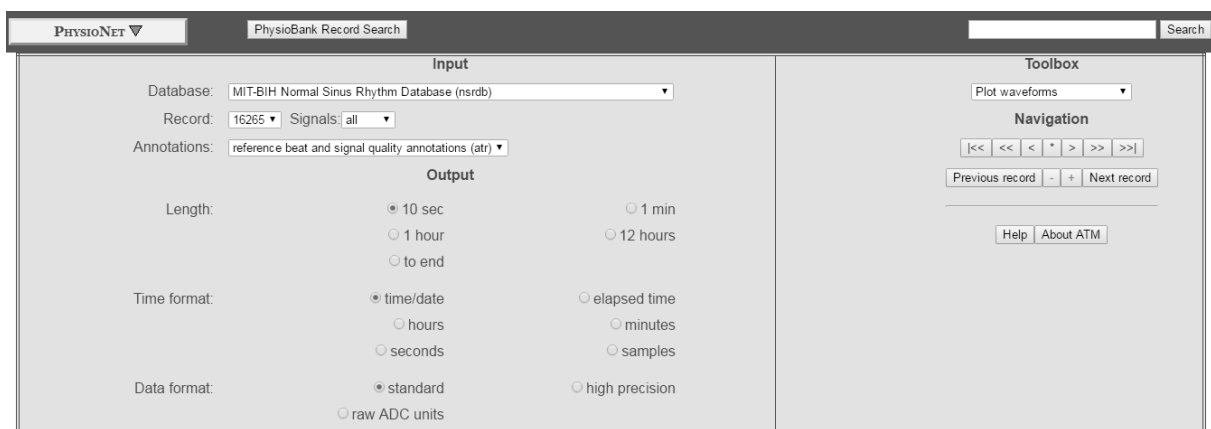 PHYSIONET ▼ PhysioBank Record Search Search
Input
Database: MIT-BIH Normal Sinus Rhythm Database (nsrdb)
Record: 16265 Signals: all
Annotations: reference beat and signal quality annotations (atr)
Output
Length: 10 sec 1 min
1 hour 12 hours
to end
Time format: time/date elapsed time
hours minutes
seconds samples
Data format: standard high precision
raw ADC units
Toolbox
Plot waveforms
Navigation
|<< << < * > >> >>|
Previous record - + Next record
Help About ATM